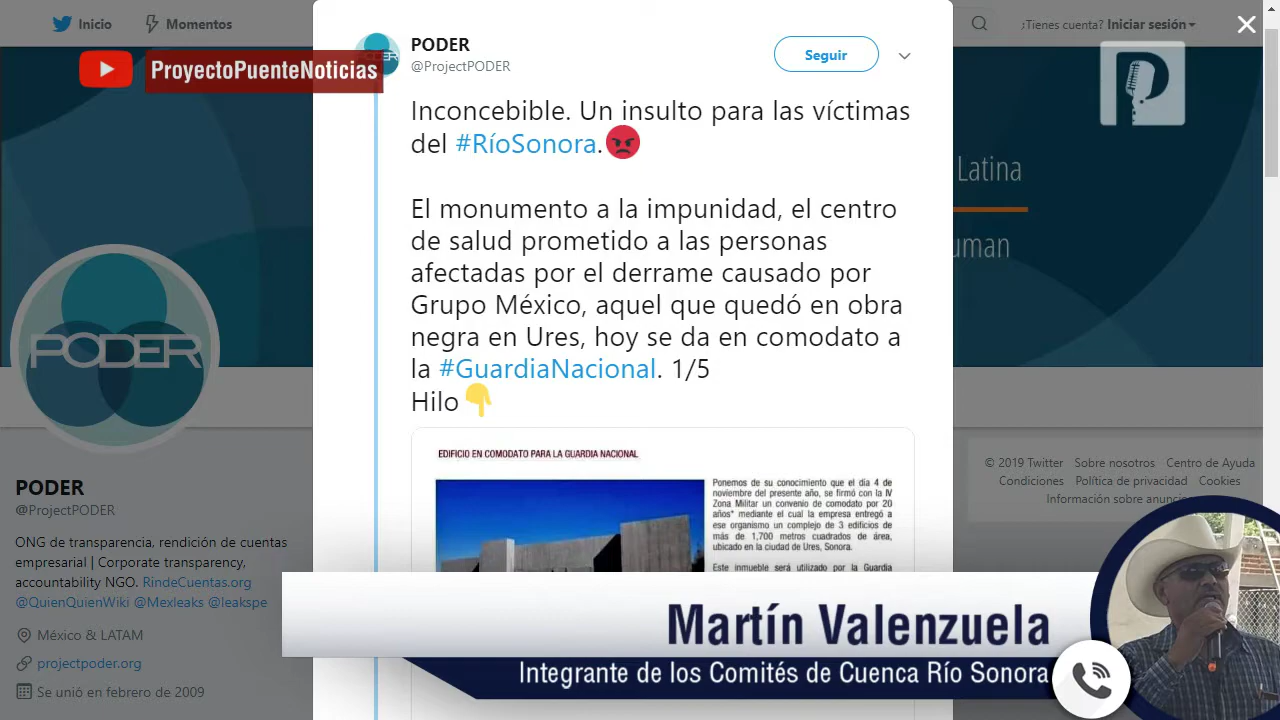 Inicio
Momentos
¿Tienes cuenta? Iniciar sesión
ProyectoPuenteNoticias
PODER
@ProjectPODER
Seguir
Inconcebible. Un insulto para las víctimas
del #RíoSonora.😡
El monumento a la impunidad, el centro
de salud prometido a las personas
afectadas por el derrame causado por
Grupo México, aquel que quedó en obra
negra en Ures, hoy se da en comodato a
la #GuardiaNacional. 1/5
Hilo👇
EDIFICIO EN COMODATO PARA LA GUARDIA NACIONAL
Ponemos de su conocimiento que el día 4 de
noviembre del presente año, se firmó con la IV
Zona Militar un convenio de comodato por 20
años* mediante el cual la empresa entregó a
ese organismo un complejo de 3 edificios de
más de 1,700 metros cuadrados de área,
ubicado en la ciudad de Ures, Sonora.
Este inmueble será utilizado por la Guardia
Latina
uman
PODER
PODER
@ProjectPODER
ONG de transparencia, rendición de cuentas
empresarial | Corporate transparency,
accountability NGO. RindeCuentas.org
@QuienQuienWiki @Mexleaks @leakspe
México & LATAM
projectpoder.org
Se unió en febrero de 2009
© 2019 Twitter Sobre nosotros Centro de Ayuda
Condiciones Política de privacidad Cookies
Información sobre anuncios
Martín Valenzuela
Integrante de los Comités de Cuenca Río Sonora